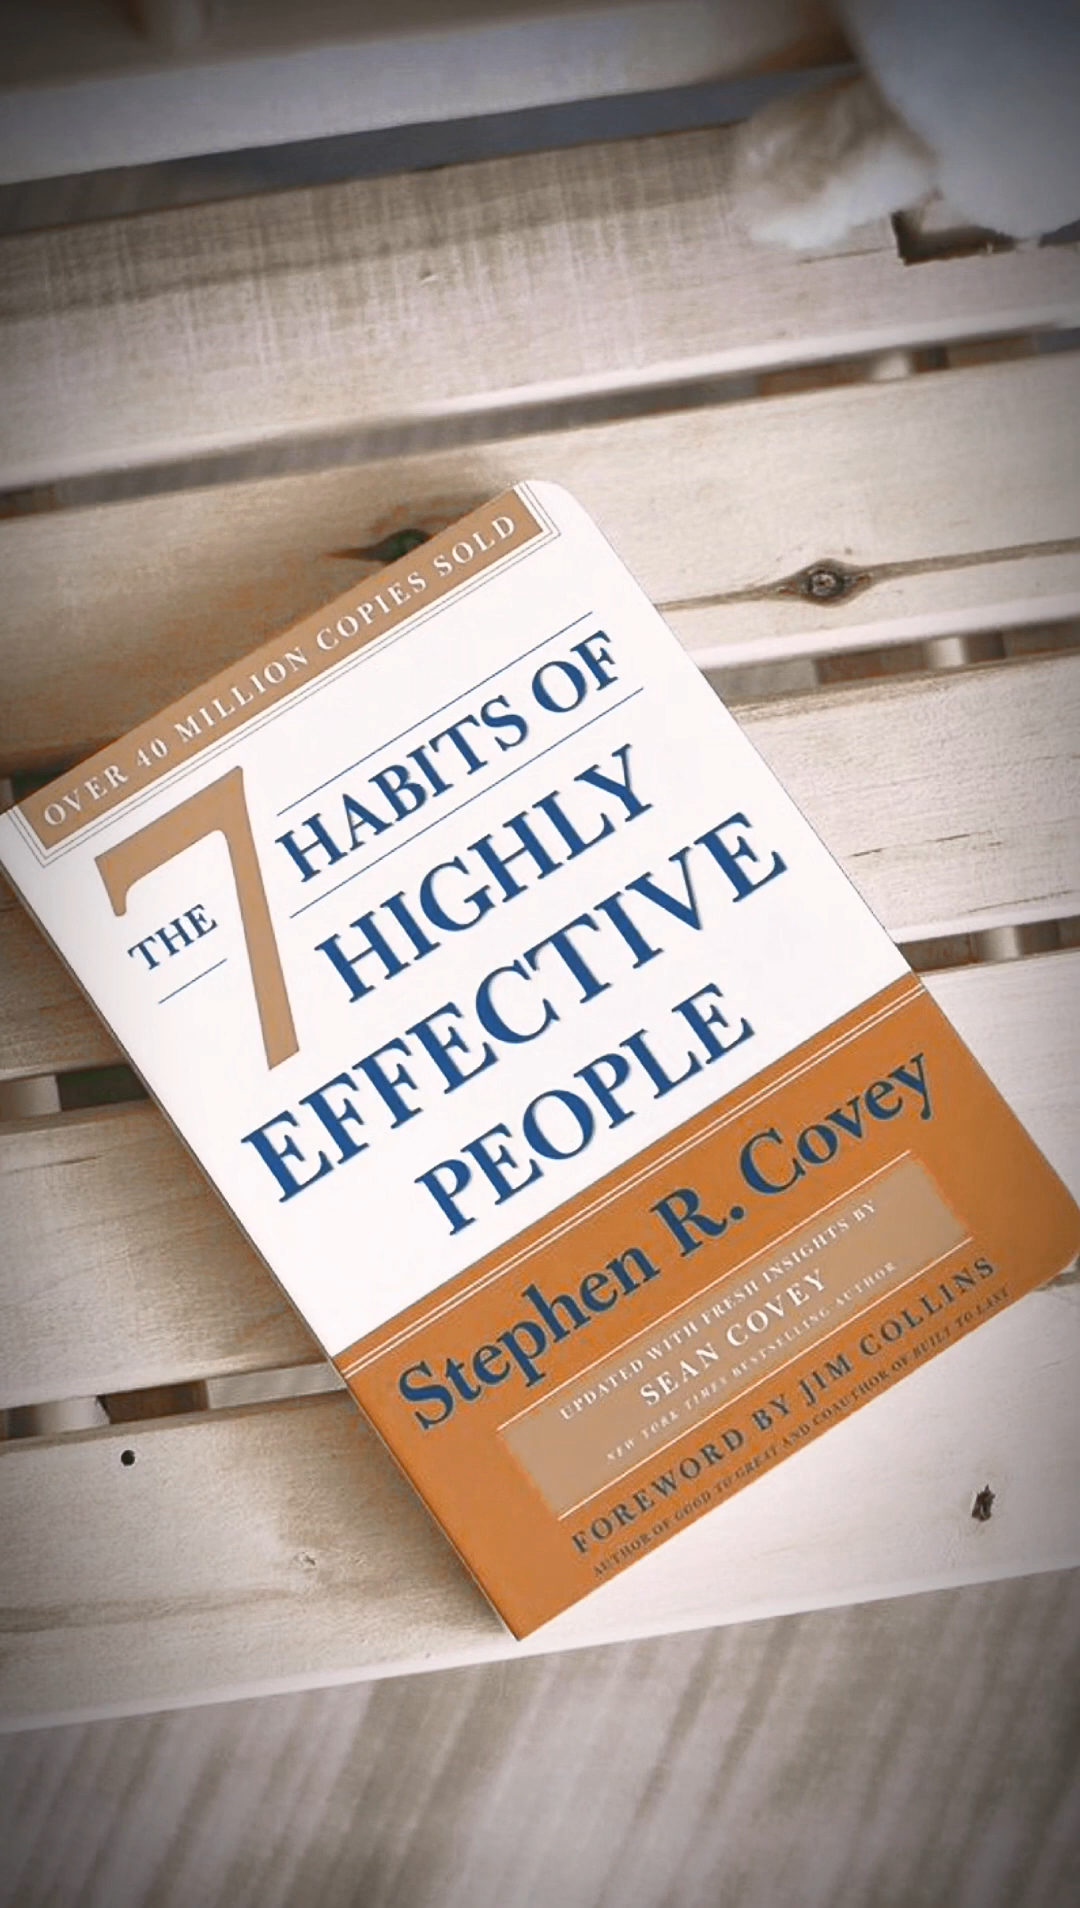 OVER 40 MILLION COPIES SOLD
THE 7 HABITS OF
HIGHLY
EFFECTIVE
PEOPLE
Stephen R. Covey
UPDATED WITH FRESH INSIGHTS BY
SEAN COVEY
NEW YORK TIMES BESTSELLING AUTHOR
FOREWORD BY JIM COLLINS
AUTHOR OF GOOD TO GREAT AND COAUTHOR OF BUILT TO LAST